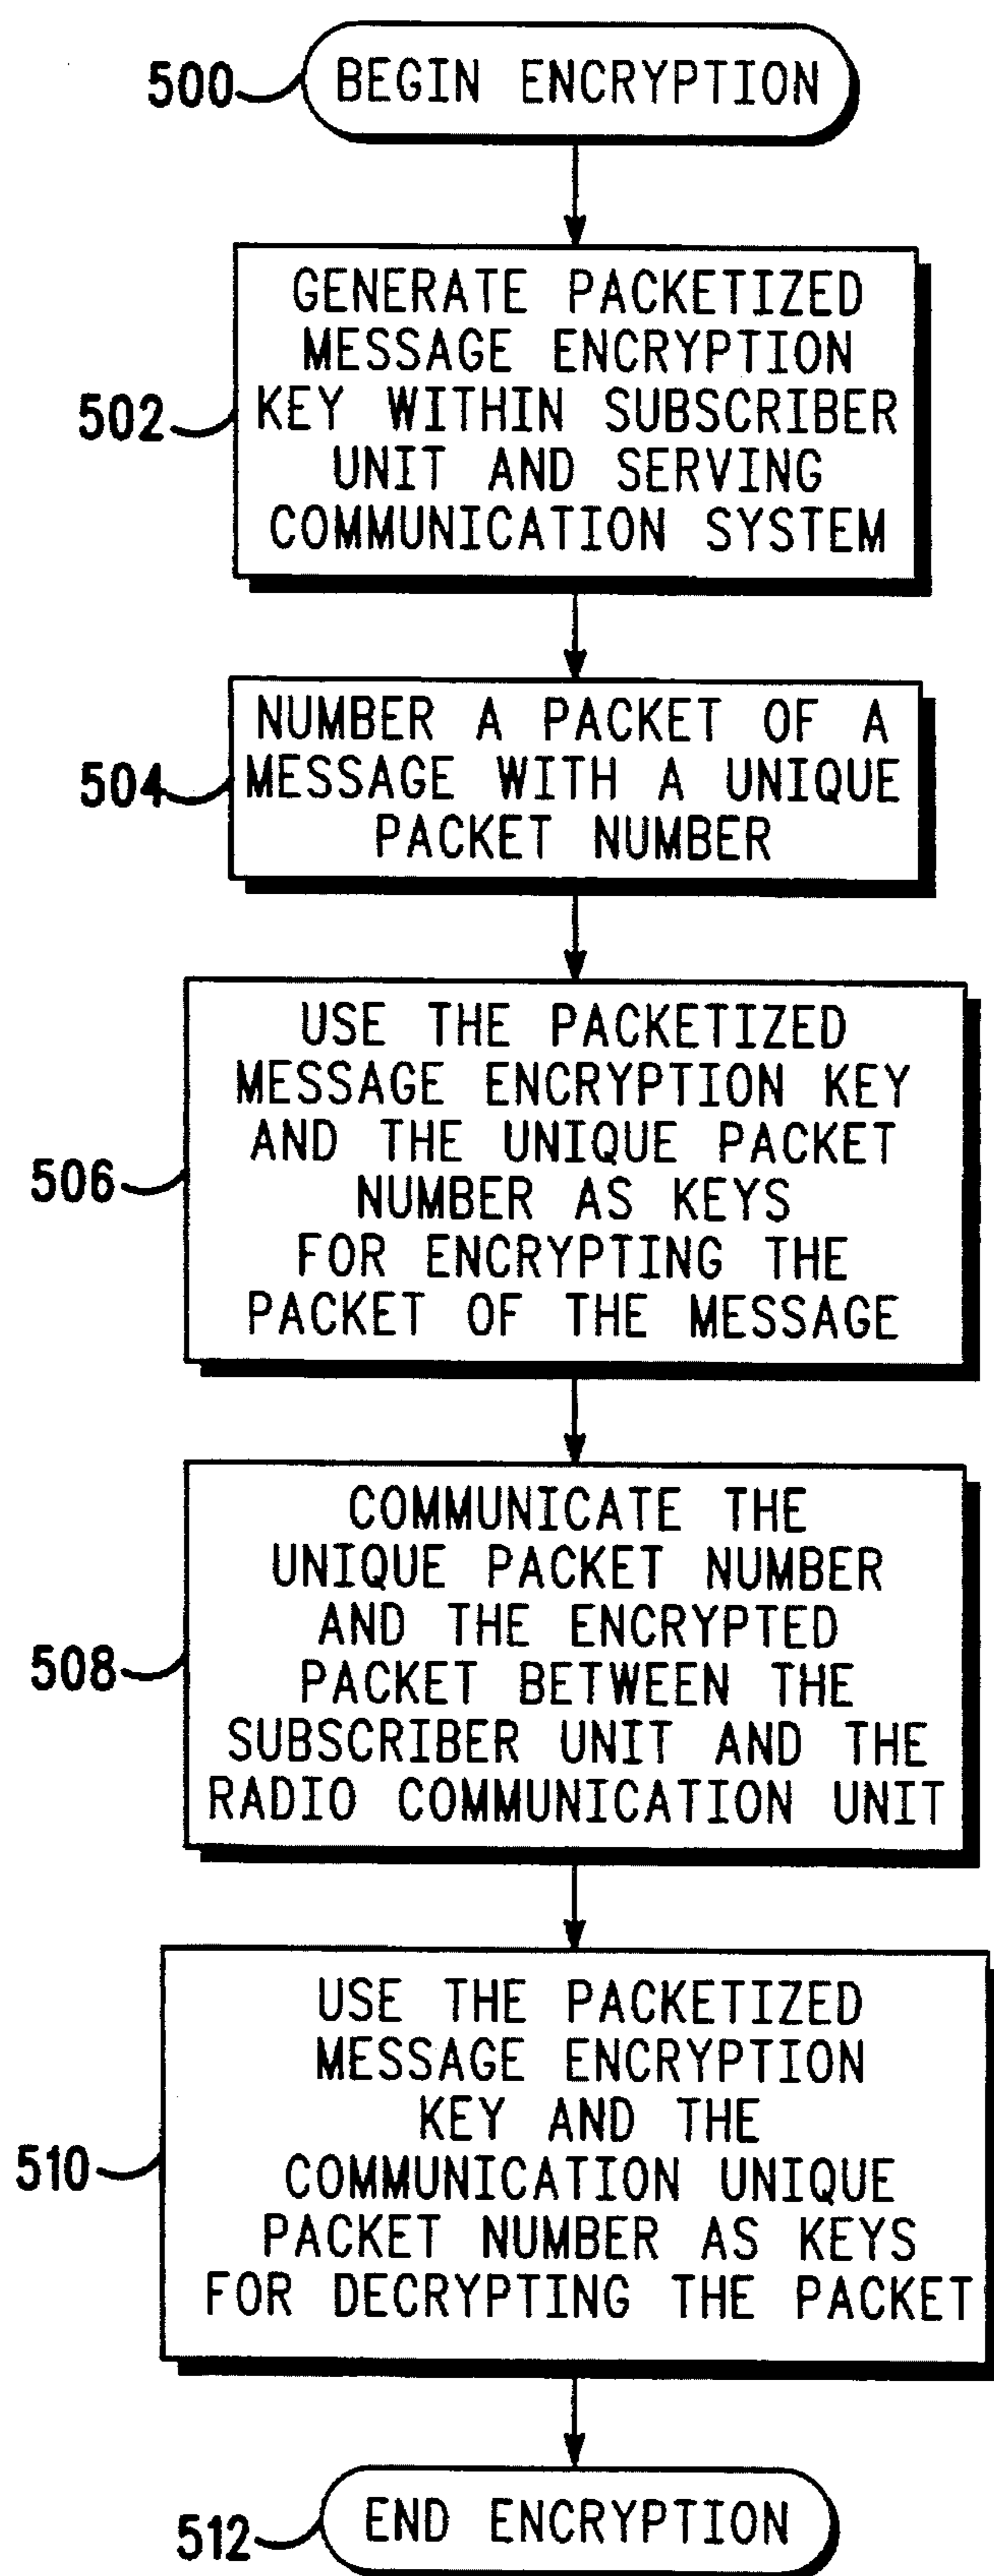 500
BEGIN ENCRYPTION
502
GENERATE PACKETIZED
MESSAGE ENCRYPTION
KEY WITHIN SUBSCRIBER
UNIT AND SERVING
COMMUNICATION SYSTEM
504
NUMBER A PACKET OF A
MESSAGE WITH A UNIQUE
PACKET NUMBER
506
USE THE PACKETIZED
MESSAGE ENCRYPTION KEY
AND THE UNIQUE PACKET
NUMBER AS KEYS
FOR ENCRYPTING THE
PACKET OF THE MESSAGE
508
COMMUNICATE THE
UNIQUE PACKET NUMBER
AND THE ENCRYPTED
PACKET BETWEEN THE
SUBSCRIBER UNIT AND THE
RADIO COMMUNICATION UNIT
510
USE THE PACKETIZED
MESSAGE ENCRYPTION
KEY AND THE
COMMUNICATION UNIQUE
PACKET NUMBER AS KEYS
FOR DECRYPTING THE PACKET
512
END ENCRYPTION